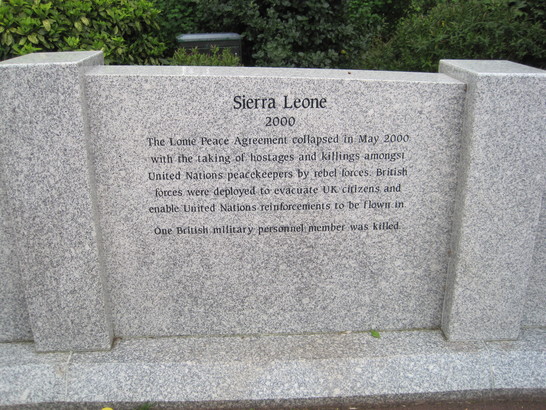 Sierra Leone
2000
The Lomé Peace Agreement collapsed in May 2000
with the taking of hostages and killings amongst
United Nations peacekeepers by rebel forces. British
forces were deployed to evacuate UK citizens and
enable United Nations reinforcements to be flown in.
One British military personnel member was killed.